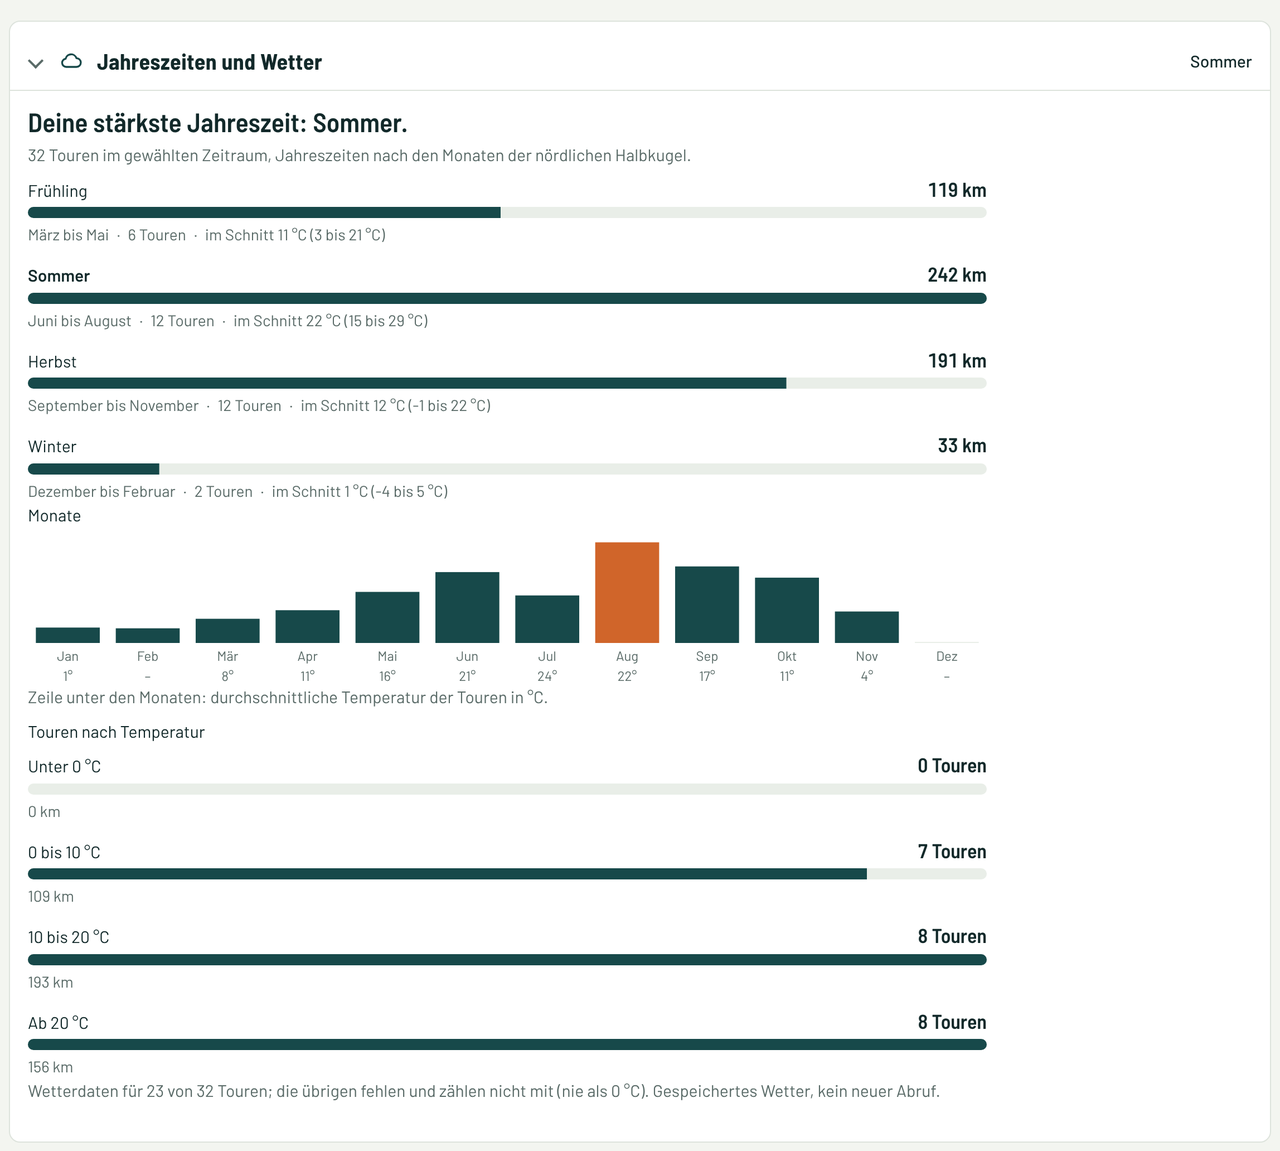 Jahreszeiten und Wetter
Sommer
Deine stärkste Jahreszeit: Sommer.
32 Touren im gewählten Zeitraum, Jahreszeiten nach den Monaten der nördlichen Halbkugel.
Frühling 119 km
März bis Mai · 6 Touren · im Schnitt 11 °C (3 bis 21 °C)
Sommer 242 km
Juni bis August · 12 Touren · im Schnitt 22 °C (15 bis 29 °C)
Herbst 191 km
September bis November · 12 Touren · im Schnitt 12 °C (-1 bis 22 °C)
Winter 33 km
Dezember bis Februar · 2 Touren · im Schnitt 1 °C (-4 bis 5 °C)
Monate
Jan Feb Mär Apr Mai Jun Jul Aug Sep Okt Nov Dez
1° – 8° 11° 16° 21° 24° 22° 17° 11° 4° –
Zeile unter den Monaten: durchschnittliche Temperatur der Touren in °C.
Touren nach Temperatur
Unter 0 °C 0 Touren
0 km
0 bis 10 °C 7 Touren
109 km
10 bis 20 °C 8 Touren
193 km
Ab 20 °C 8 Touren
156 km
Wetterdaten für 23 von 32 Touren; die übrigen fehlen und zählen nicht mit (nie als 0 °C). Gespeichertes Wetter, kein neuer Abruf.